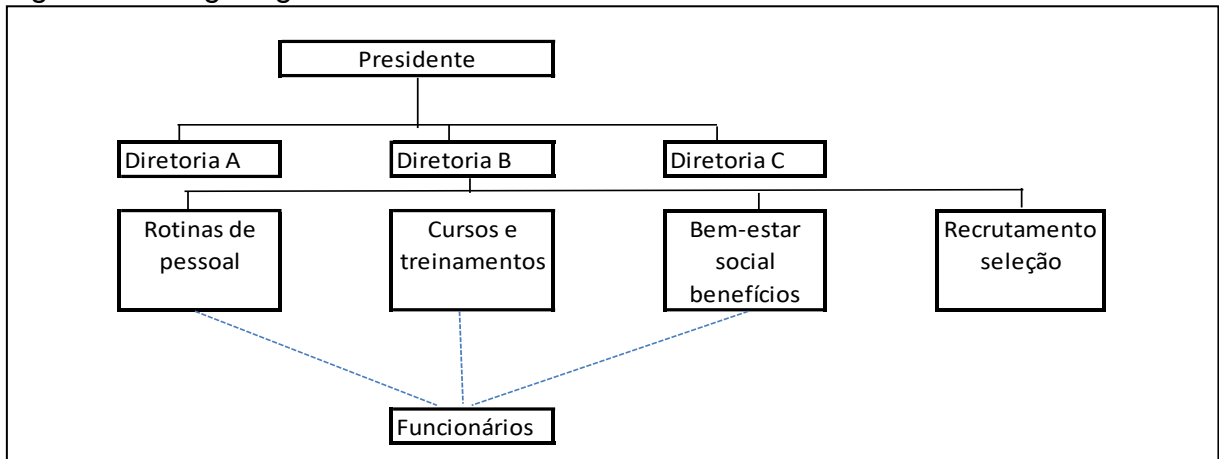 Presidente
Diretoria A
Diretoria B
Diretoria C
Rotinas de
pessoal
Cursos e
treinamentos
Bem-estar
social
benefícios
Recrutamento
seleção
Funcionários